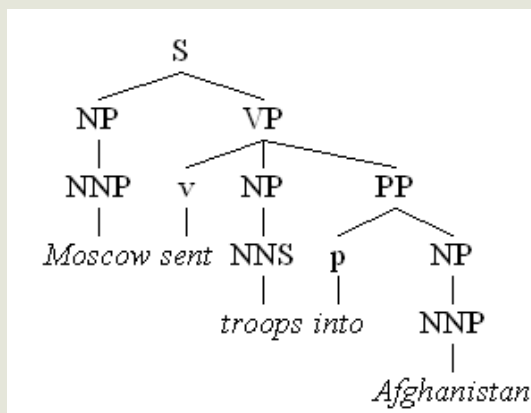 S
NP VP
NNP v NP PP
Moscow sent NNS p NP
troops into NNP
Afghanistan